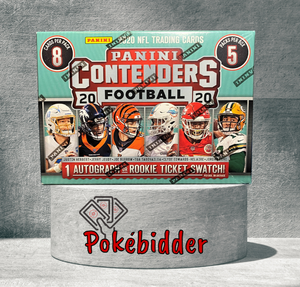 PANINI
2020 NFL TRADING CARDS
8
CARDS PER PACK
5
PACKS PER BOX
PANINI
CONTENDERS
FOOTBALL
20 20
1 AUTOGRAPH OR ROOKIE TICKET SWATCH!
Pokébidder